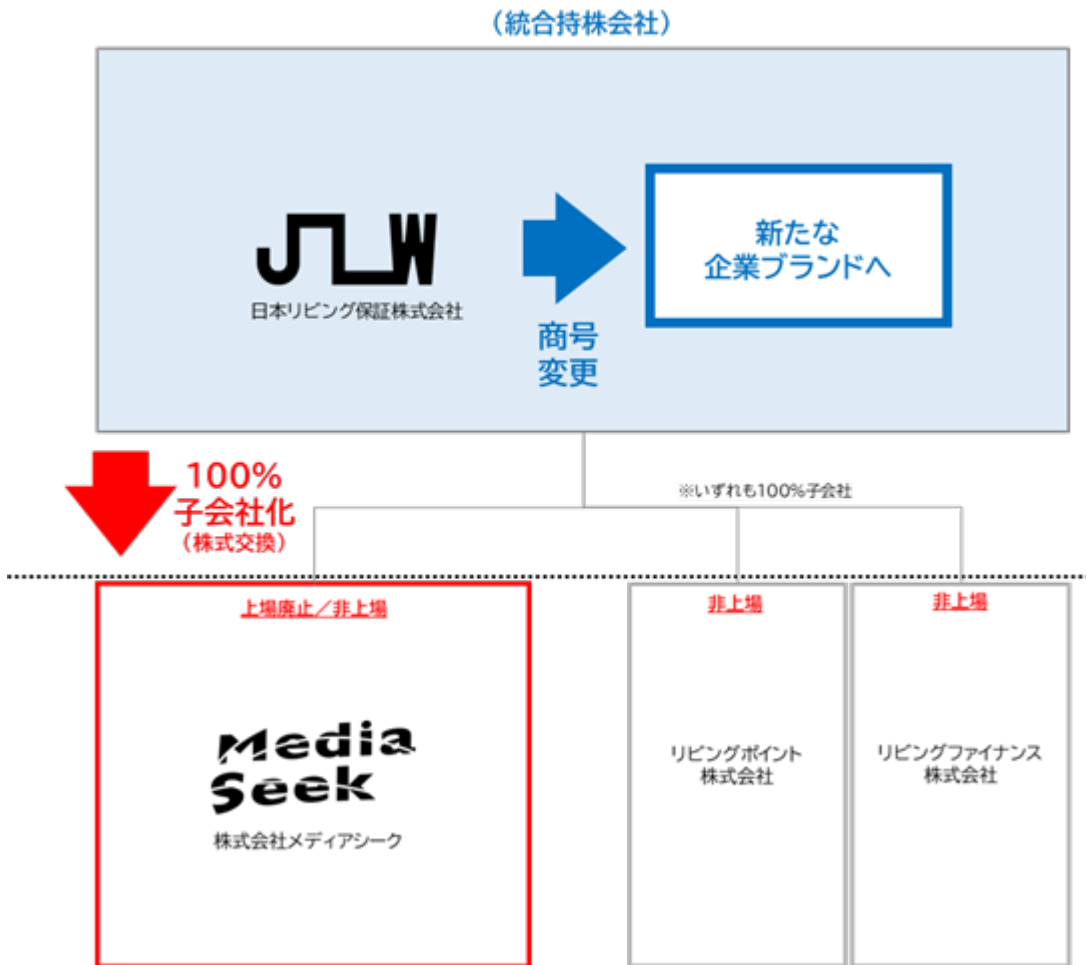 （統合持株会社）
JLW
日本リビング保証株式会社
新たな
企業ブランドへ
商号
変更
100%
子会社化
（株式交換）
※いずれも100%子会社
上場廃止／非上場
Media
Seek
株式会社メディアシーク
非上場
リビングポイント
株式会社
非上場
リビングファイナンス
株式会社